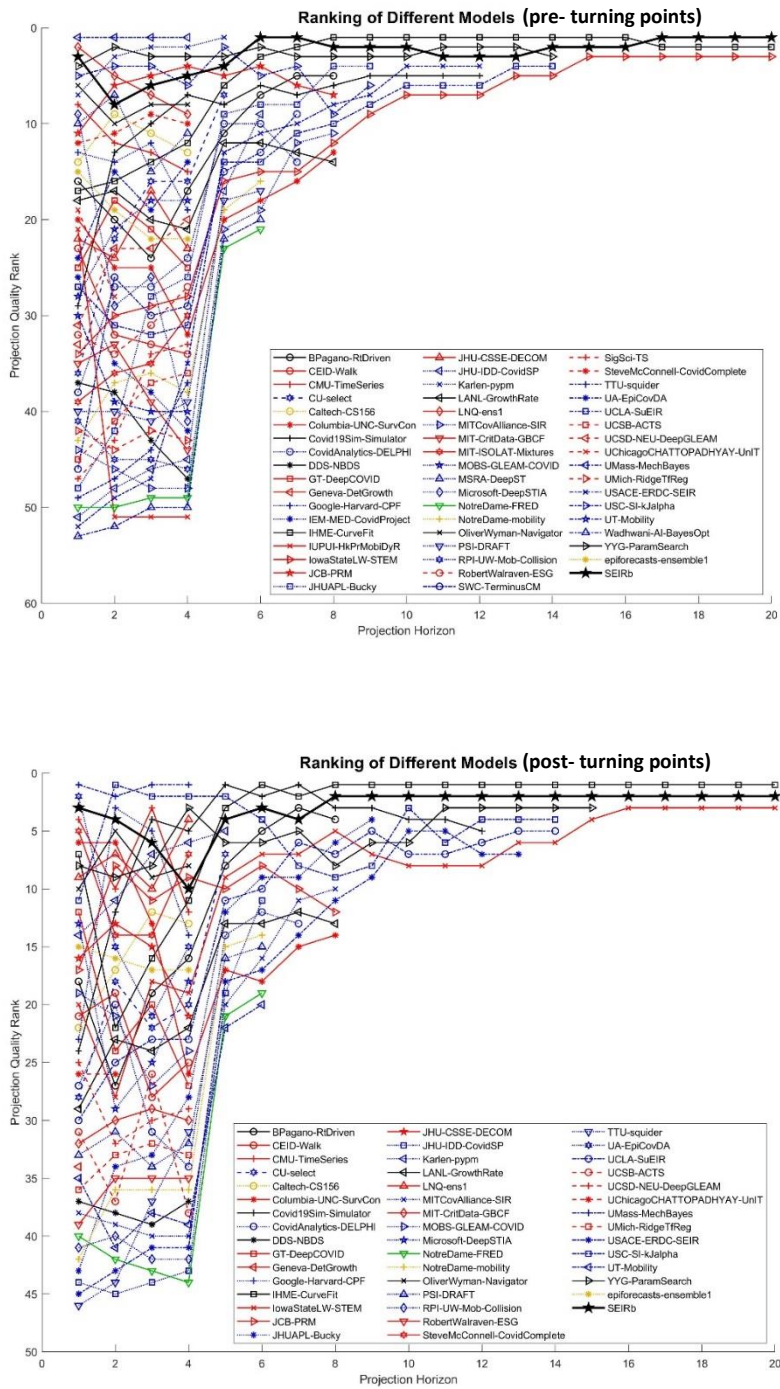 Ranking of Different Models (pre- turning points)
0
10
20
30
40
50
60
Projection Quality Rank
0 2 4 6 8 10 12 14 16 18 20
Projection Horizon
BPagano-RtDriven
CEID-Walk
CMU-TimeSeries
CU-select
Caltech-CS156
Columbia-UNC-SurvCon
Covid19Sim-Simulator
CovidAnalytics-DELPHI
DDS-NBDS
GT-DeepCOVID
Geneva-DetGrowth
Google-Harvard-CPF
IEM-MED-CovidProject
IHME-CurveFit
IUPUI-HkPrMobiDyR
IowaStateLW-STEM
JCB-PRM
JHUAPL-Bucky
JHU-CSSE-DECOM
JHU-IDD-CovidSP
Karlen-pypm
LANL-GrowthRate
LNQ-ens1
MITCovAlliance-SIR
MIT-CritData-GBCF
MIT-ISOLAT-Mixtures
MOBS-GLEAM-COVID
MSRA-DeepST
Microsoft-DeepSTIA
NotreDame-FRED
NotreDame-mobility
OliverWyman-Navigator
PSI-DRAFT
RPI-UW-Mob-Collision
RobertWalraven-ESG
SWC-TerminusCM
SigSci-TS
SteveMcConnell-CovidComplete
TTU-squider
UA-EpiCovDA
UCLA-SuEIR
UCSB-ACTS
UCSD-NEU-DeepGLEAM
UChicagoCHATTOPADHYAY-UnIT
UMass-MechBayes
UMich-RidgeTfReg
USACE-ERDC-SEIR
USC-SI-kJalpha
UT-Mobility
Wadhwani-AI-BayesOpt
YYG-ParamSearch
epiforecasts-ensemble1
SEIRb
Ranking of Different Models (post- turning points)
0
5
10
15
20
25
30
35
40
45
50
Projection Quality Rank
0 2 4 6 8 10 12 14 16 18 20
Projection Horizon
BPagano-RtDriven
CEID-Walk
CMU-TimeSeries
CU-select
Caltech-CS156
Columbia-UNC-SurvCon
Covid19Sim-Simulator
CovidAnalytics-DELPHI
DDS-NBDS
GT-DeepCOVID
Geneva-DetGrowth
Google-Harvard-CPF
IHME-CurveFit
IowaStateLW-STEM
JCB-PRM
JHUAPL-Bucky
JHU-CSSE-DECOM
JHU-IDD-CovidSP
Karlen-pypm
LANL-GrowthRate
LNQ-ens1
MITCovAlliance-SIR
MIT-CritData-GBCF
MOBS-GLEAM-COVID
Microsoft-DeepSTIA
NotreDame-FRED
NotreDame-mobility
OliverWyman-Navigator
PSI-DRAFT
RPI-UW-Mob-Collision
RobertWalraven-ESG
SteveMcConnell-CovidComplete
TTU-squider
UA-EpiCovDA
UCLA-SuEIR
UCSB-ACTS
UCSD-NEU-DeepGLEAM
UChicagoCHATTOPADHYAY-UnIT
UMass-MechBayes
UMich-RidgeTfReg
USACE-ERDC-SEIR
USC-SI-kJalpha
UT-Mobility
YYG-ParamSearch
epiforecasts-ensemble1
SEIRb